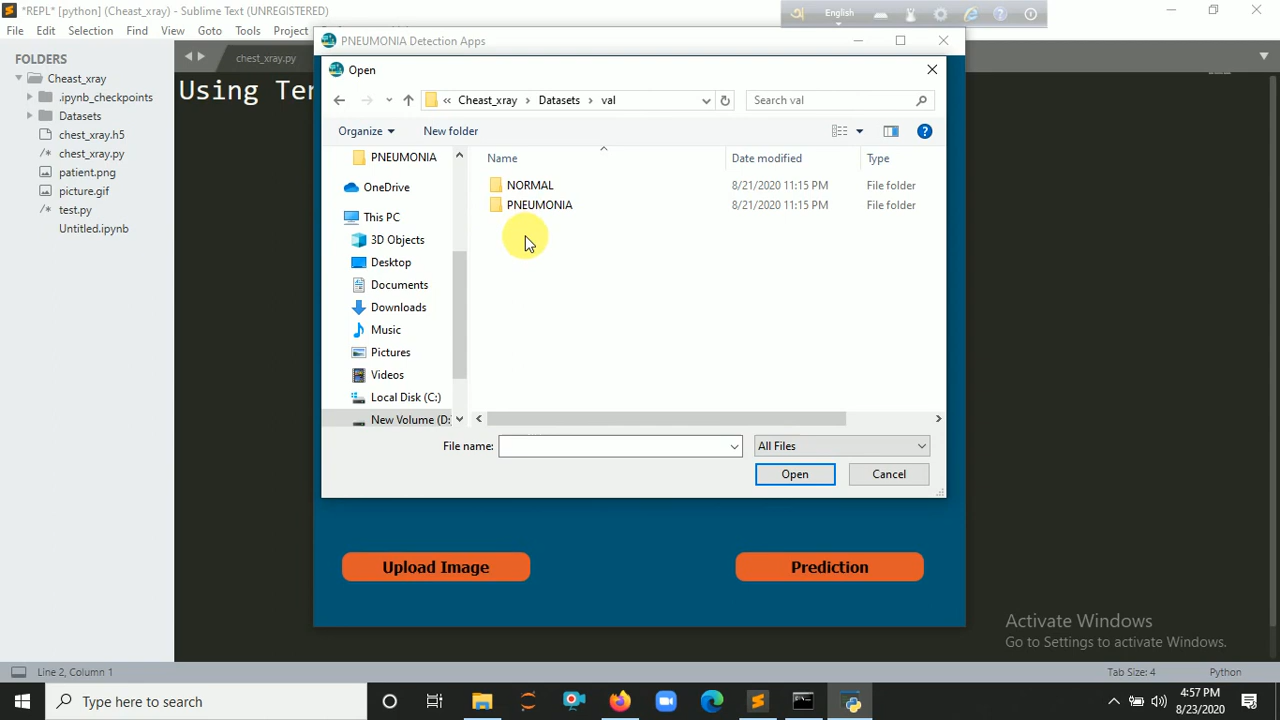 *REPL* [python] (Cheast_xray) - Sublime Text (UNREGISTERED)
English
File Edit Selection Find View Goto Tools Project
PENUMONIA Detection Apps
FOLDERS
chest_xray.py
Cheast_xray
.ipynb_checkpoints
Datasets
chest_xray.h5
chest_xray.py
patient.png
picture.gif
test.py
Untitled.ipynb
Using Ter
Open
« Cheast_xray › Datasets › val
Search val
Organize New folder
Name Date modified Type
NORMAL 8/21/2020 11:15 PM File folder
PNEUMONIA 8/21/2020 11:15 PM File folder
PNEUMONIA
OneDrive
This PC
3D Objects
Desktop
Documents
Downloads
Music
Pictures
Videos
Local Disk (C:)
New Volume (D:
File name: All Files
Open Cancel
Upload Image Prediction
Activate Windows
Go to Settings to activate Windows.
Line 2, Column 1 Tab Size: 4 Python
Type here to search
4:57 PM
8/23/2020